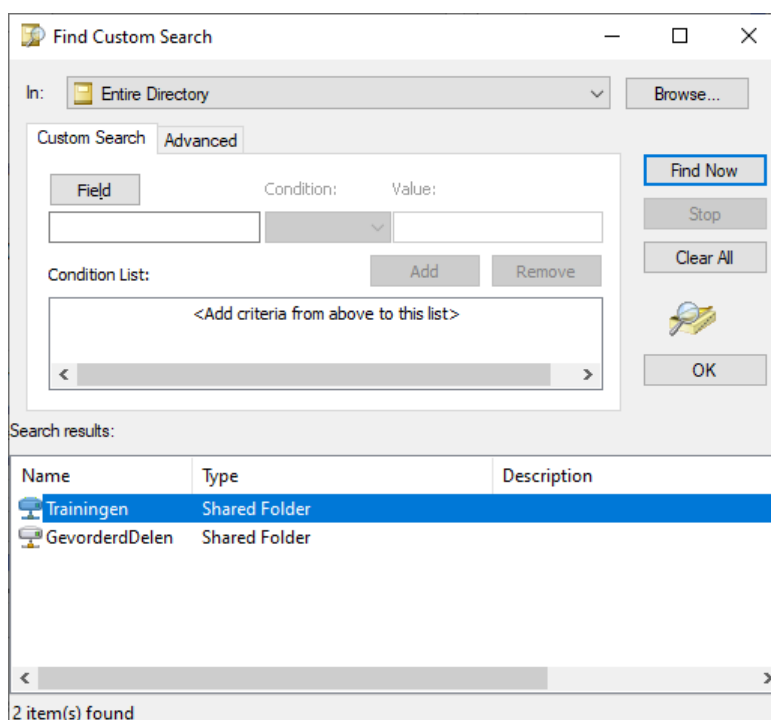 Find Custom Search
In: Entire Directory Browse...
Custom Search Advanced
Find Now
Field Condition: Value:
Stop
Clear All
Condition List: Add Remove
<Add criteria from above to this list>
OK
Search results:
Name Type Description
Trainingen Shared Folder
GevorderdDelen Shared Folder
2 item(s) found